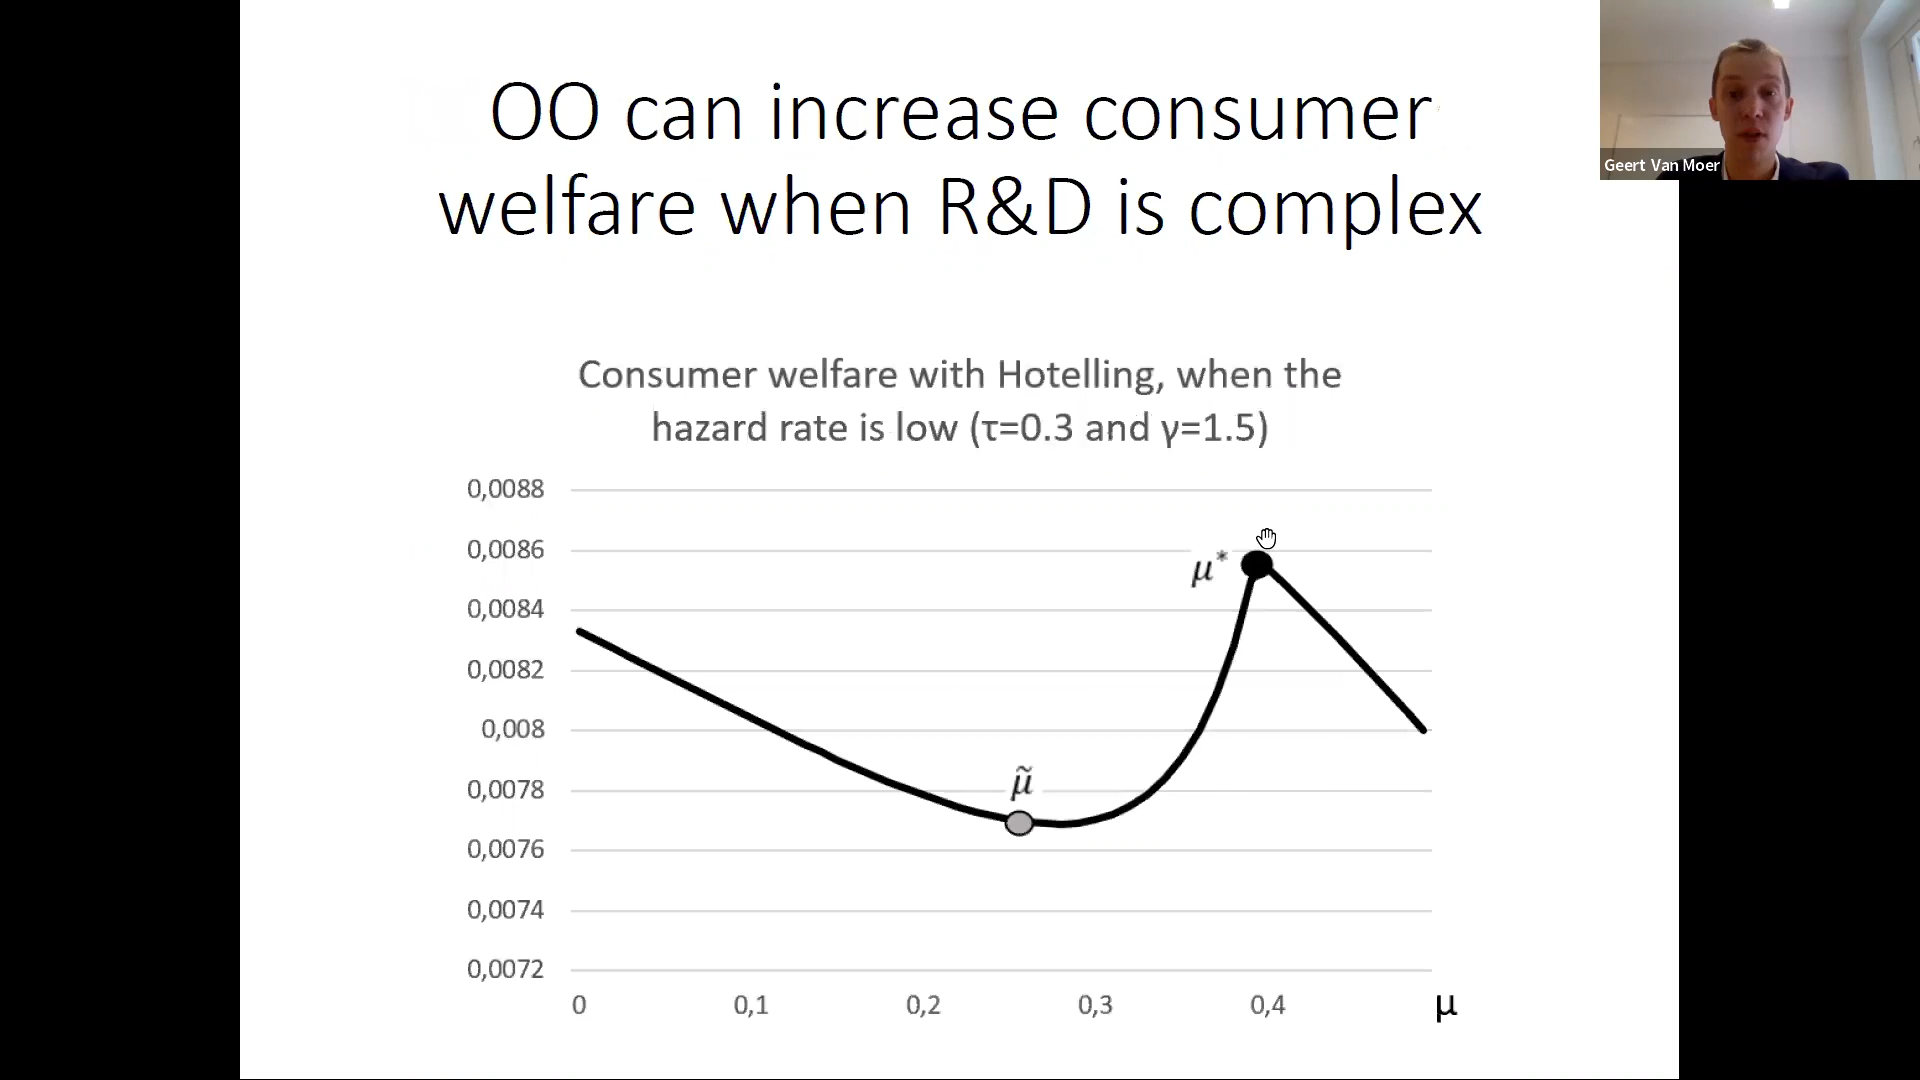 OO can increase consumer
welfare when R&D is complex
Geert Van Moer
Consumer welfare with Hotelling, when the
hazard rate is low (τ=0.3 and γ=1.5)
0,0088
0,0086
0,0084
0,0082
0,008
0,0078
0,0076
0,0074
0,0072
μ*
μ̃
0 0,1 0,2 0,3 0,4 μ